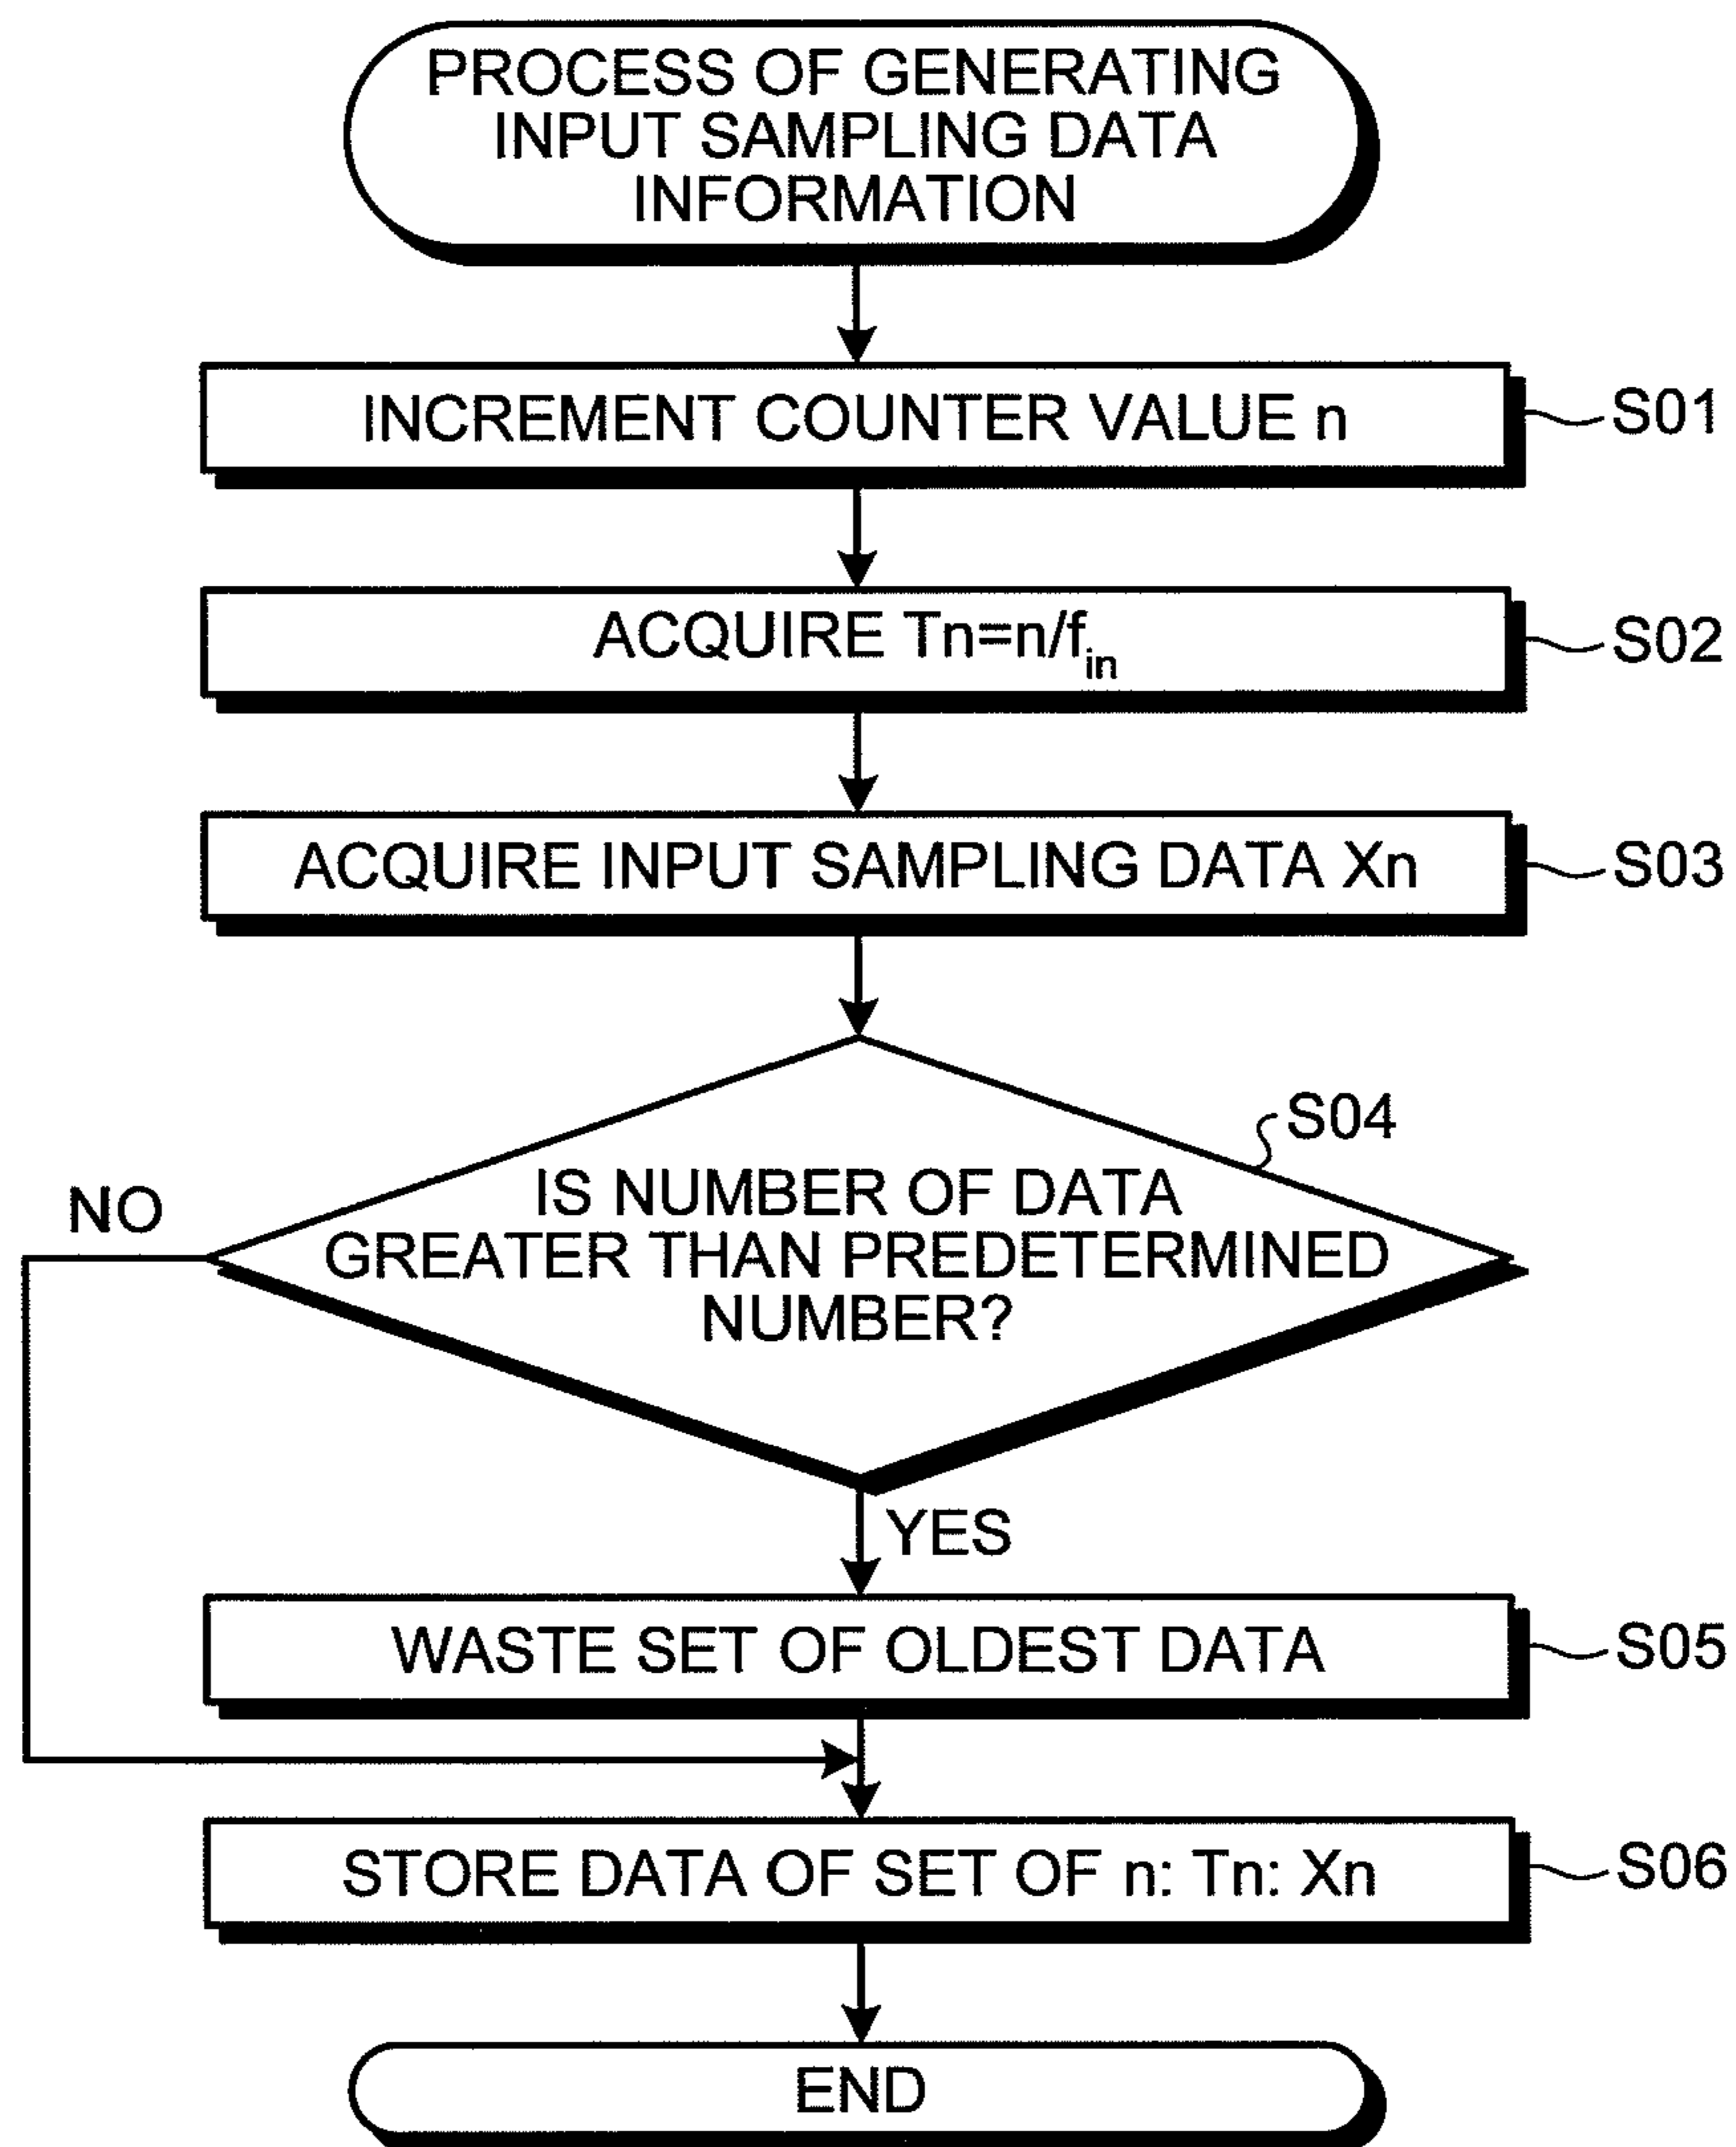 PROCESS OF GENERATING
INPUT SAMPLING DATA
INFORMATION
INCREMENT COUNTER VALUE n
S01
ACQUIRE Tn=n/fin
S02
ACQUIRE INPUT SAMPLING DATA Xn
S03
S04
IS NUMBER OF DATA
GREATER THAN PREDETERMINED
NUMBER?
NO
YES
WASTE SET OF OLDEST DATA
S05
STORE DATA OF SET OF n: Tn: Xn
S06
END